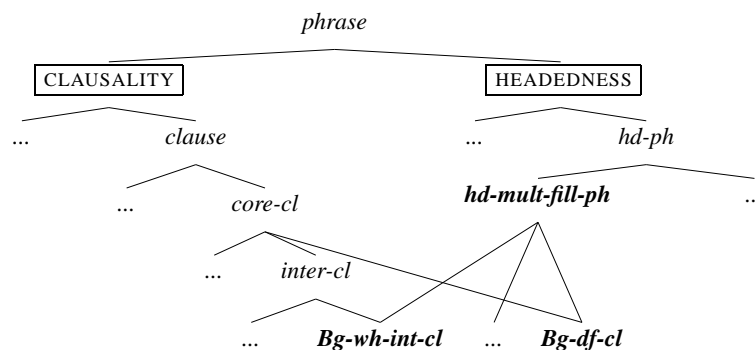 phrase
CLAUSALITY HEADEDNESS
... clause ... hd-ph
... core-cl hd-mult-fill-ph ...
... inter-cl
... Bg-wh-int-cl ... Bg-df-cl